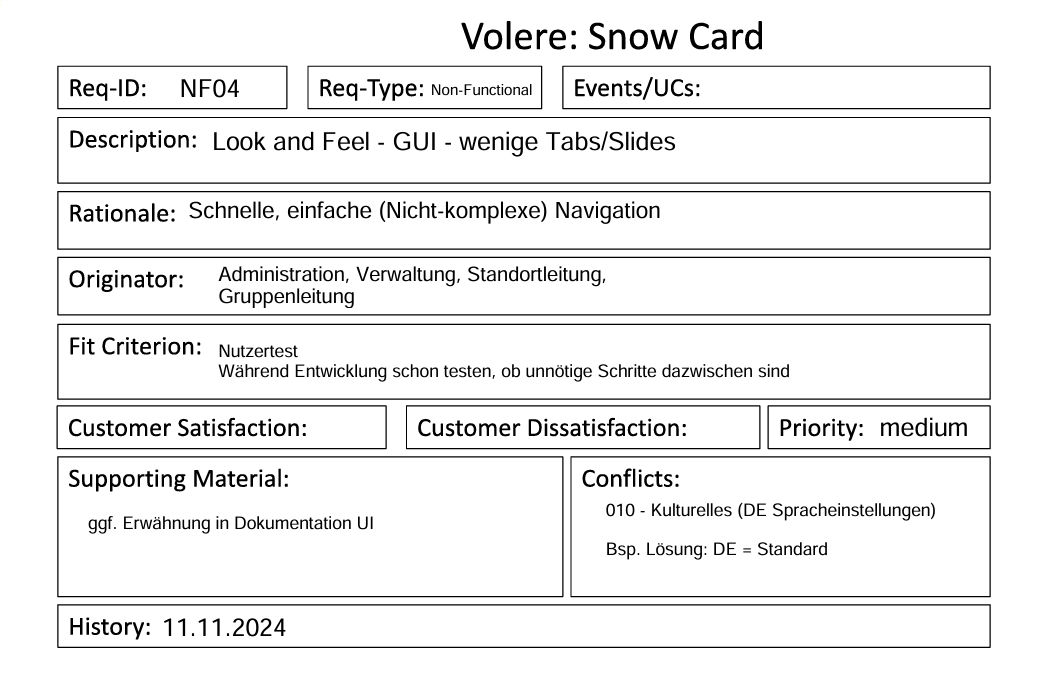 Volere: Snow Card
Req-ID: NF04
Req-Type: Non-Functional
Events/UCs:
Description: Look and Feel - GUI - wenige Tabs/Slides
Rationale: Schnelle, einfache (Nicht-komplexe) Navigation
Originator: Administration, Verwaltung, Standortleitung,
Gruppenleitung
Fit Criterion: Nutzertest
Während Entwicklung schon testen, ob unnötige Schritte dazwischen sind
Customer Satisfaction:
Customer Dissatisfaction:
Priority: medium
Supporting Material:
ggf. Erwähnung in Dokumentation UI
Conflicts:
010 - Kulturelles (DE Spracheinstellungen)
Bsp. Lösung: DE = Standard
History: 11.11.2024